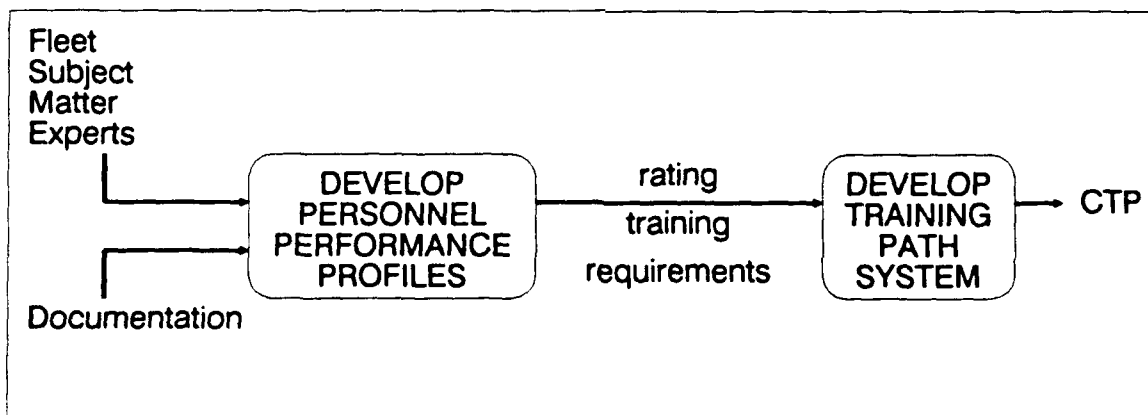 Fleet
Subject
Matter
Experts
Documentation
DEVELOP
PERSONNEL
PERFORMANCE
PROFILES
rating
training
requirements
DEVELOP
TRAINING
PATH
SYSTEM
CTP